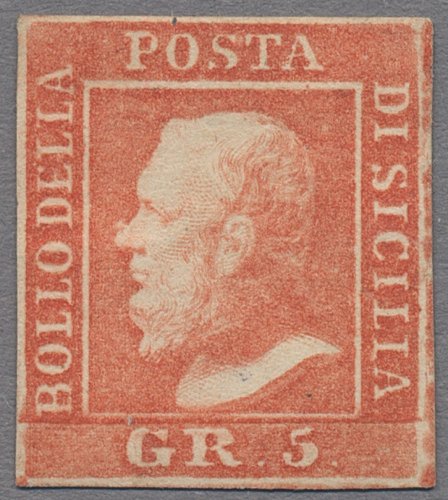 BOLLO DELLA
POSTA
DI SICILIA
GR. 5.